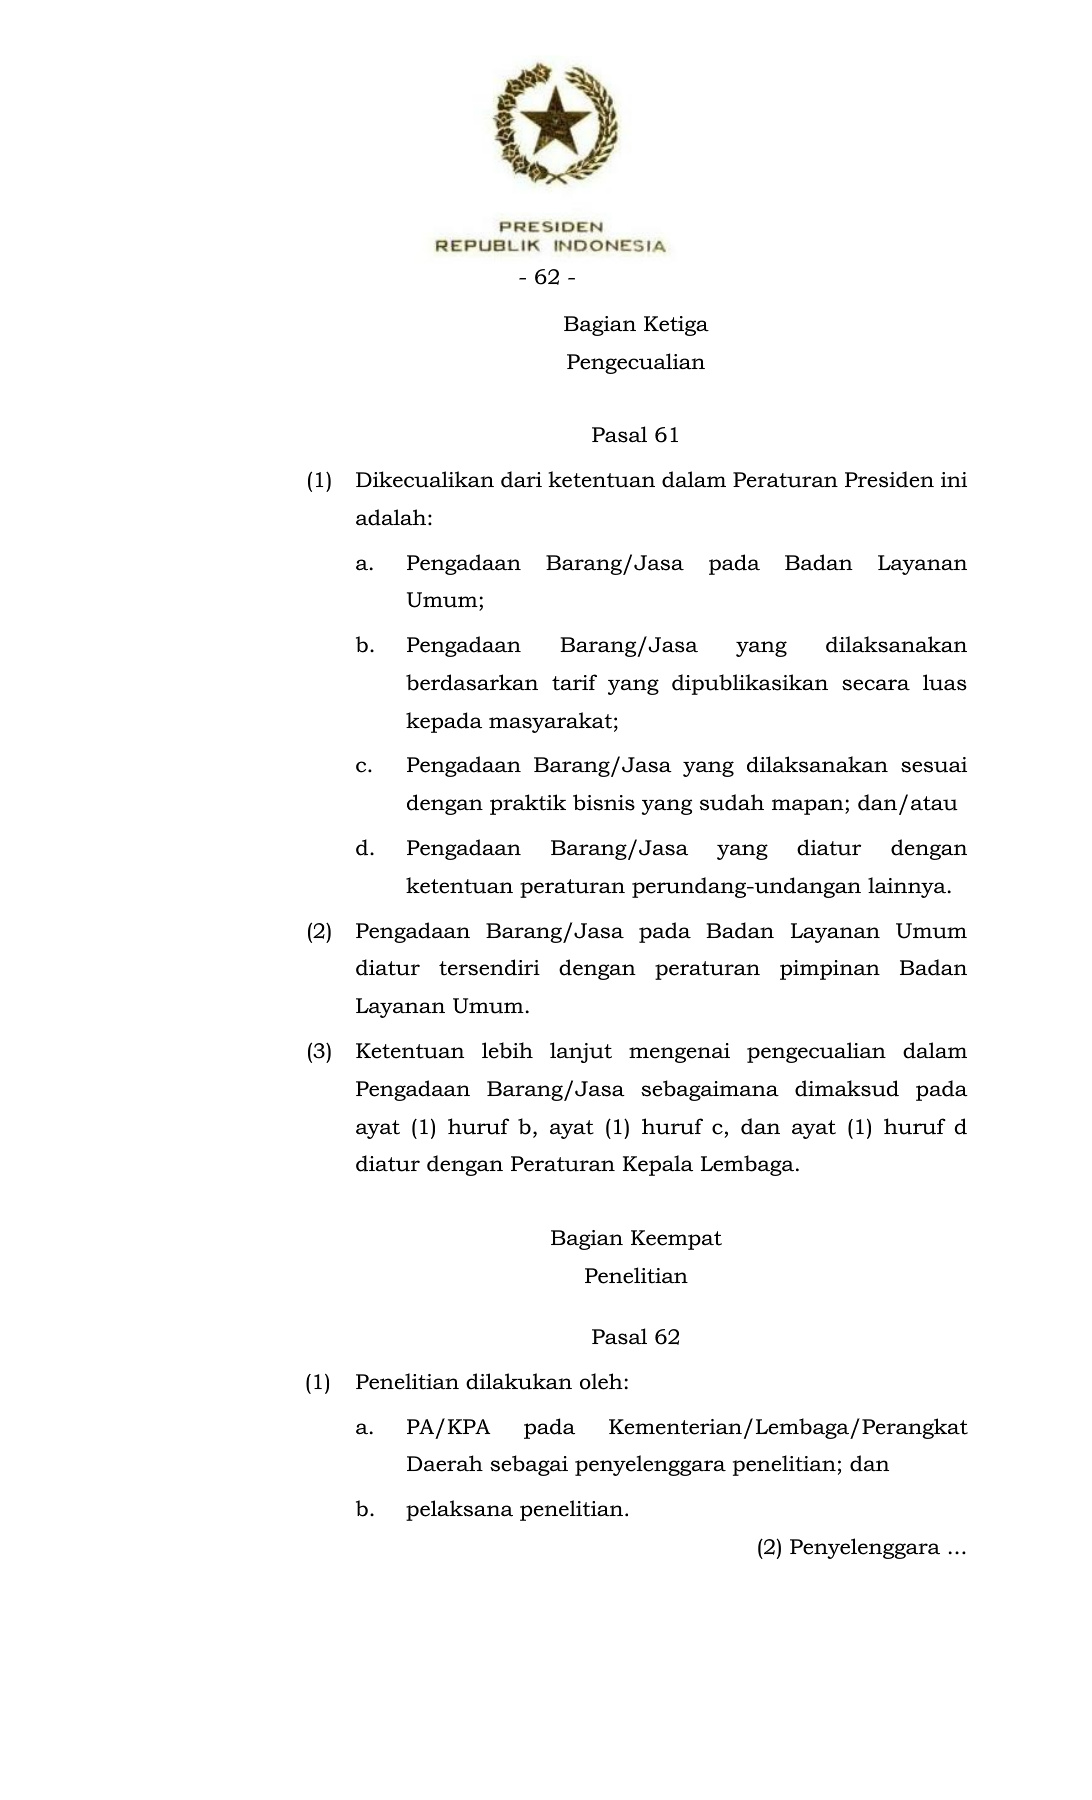 PRESIDEN
REPUBLIK INDONESIA
- 62 -
Bagian Ketiga
Pengecualian
Pasal 61
(1) Dikecualikan dari ketentuan dalam Peraturan Presiden ini
adalah:
a. Pengadaan Barang/Jasa pada Badan Layanan
Umum;
b. Pengadaan Barang/Jasa yang dilaksanakan
berdasarkan tarif yang dipublikasikan secara luas
kepada masyarakat;
c. Pengadaan Barang/Jasa yang dilaksanakan sesuai
dengan praktik bisnis yang sudah mapan; dan/atau
d. Pengadaan Barang/Jasa yang diatur dengan
ketentuan peraturan perundang-undangan lainnya.
(2) Pengadaan Barang/Jasa pada Badan Layanan Umum
diatur tersendiri dengan peraturan pimpinan Badan
Layanan Umum.
(3) Ketentuan lebih lanjut mengenai pengecualian dalam
Pengadaan Barang/Jasa sebagaimana dimaksud pada
ayat (1) huruf b, ayat (1) huruf c, dan ayat (1) huruf d
diatur dengan Peraturan Kepala Lembaga.
Bagian Keempat
Penelitian
Pasal 62
(1) Penelitian dilakukan oleh:
a. PA/KPA pada Kementerian/Lembaga/Perangkat
Daerah sebagai penyelenggara penelitian; dan
b. pelaksana penelitian.
(2) Penyelenggara ...